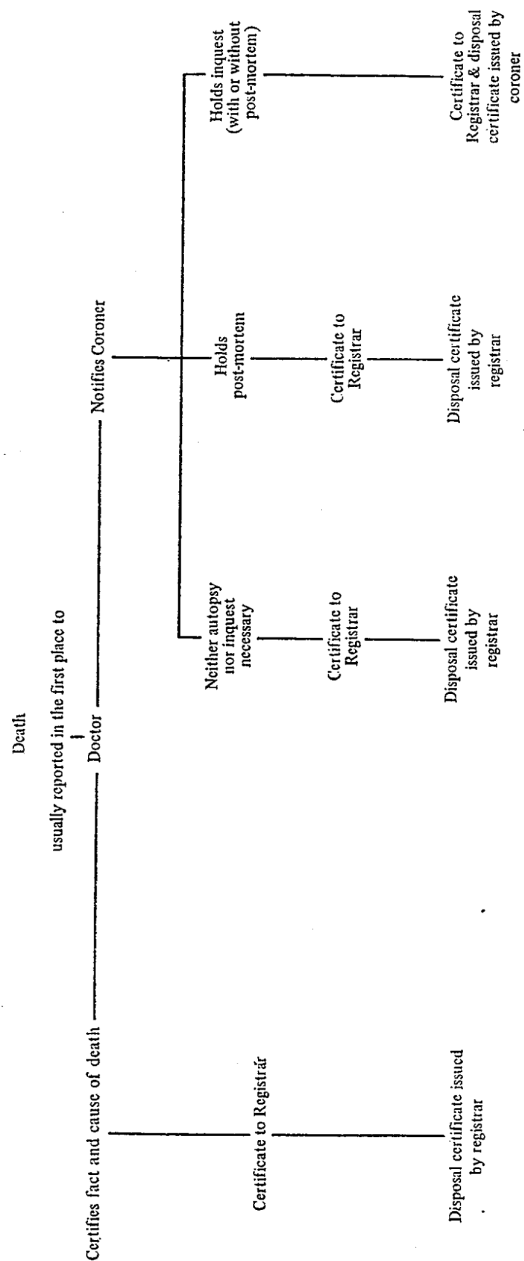 Death
usually reported in the first place to
Doctor
Certifies fact and cause of death
Notifies Coroner
Certificate to Registrar
Disposal certificate issued
by registrar
Neither autopsy
nor inquest
necessary
Certificate to
Registrar
Disposal certificate
issued by
registrar
Holds
post-mortem
Certificate to
Registrar
Disposal certificate
issued by
registrar
Holds inquest
(with or without
post-mortem)
Certificate to
Registrar & disposal
certificate issued by
coroner